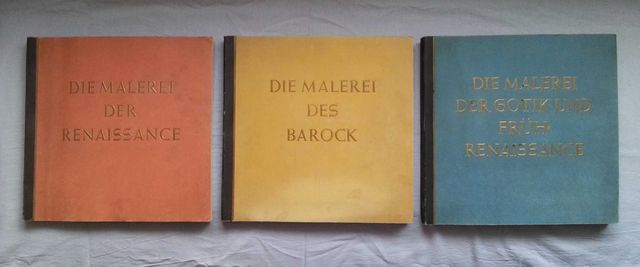 DIE MALEREI
DER
RENAISSANCE
DIE MALEREI
DES
BAROCK
DIE MALEREI
DER GOTIK UND
FRÜH
RENAISSANCE